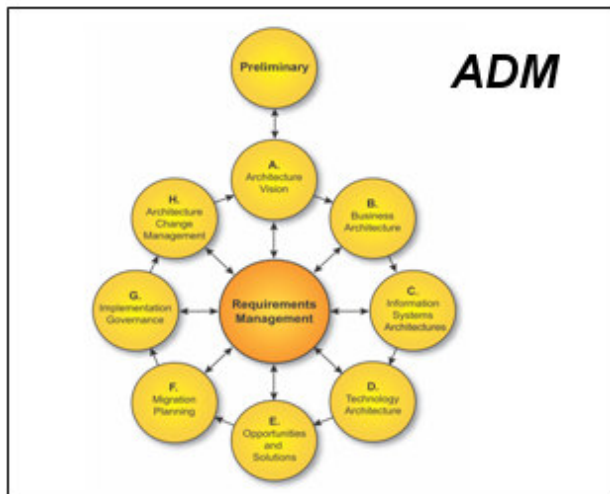 ADM
Preliminary
A.
Architecture
Vision
B.
Business
Architecture
C.
Information
Systems
Architectures
D.
Technology
Architecture
E.
Opportunities
and
Solutions
F.
Migration
Planning
G.
Implementation
Governance
H.
Architecture
Change
Management
Requirements
Management